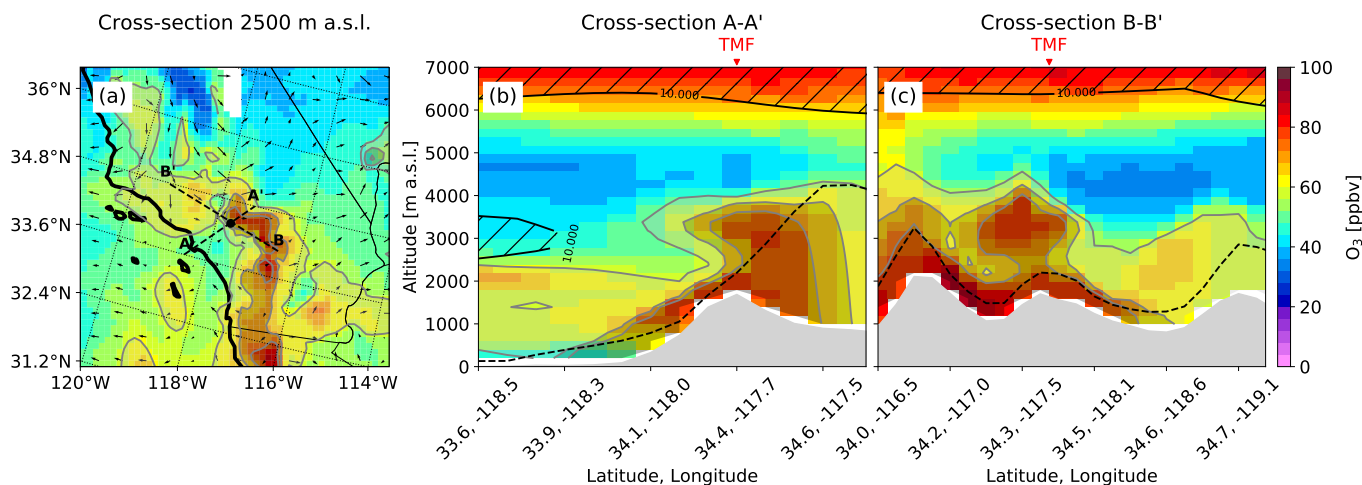 Cross-section 2500 m a.s.l.
Cross-section A-A'
Cross-section B-B'
TMF
TMF
(a)
(b)
(c)
36°N
34.8°N
33.6°N
32.4°N
31.2°N
120°W
118°W
116°W
114°W
B
A
A
B
Altitude [m a.s.l.]
7000
6000
5000
4000
3000
2000
1000
0
10.000
10.000
10.000
33.6, -118.5
33.9, -118.3
34.1, -118.0
34.4, -117.7
34.6, -117.5
34.0, -116.5
34.2, -117.0
34.3, -117.5
34.5, -118.1
34.6, -118.6
34.7, -119.1
Latitude, Longitude
Latitude, Longitude
100
80
60
40
20
0
O3 [ppbv]